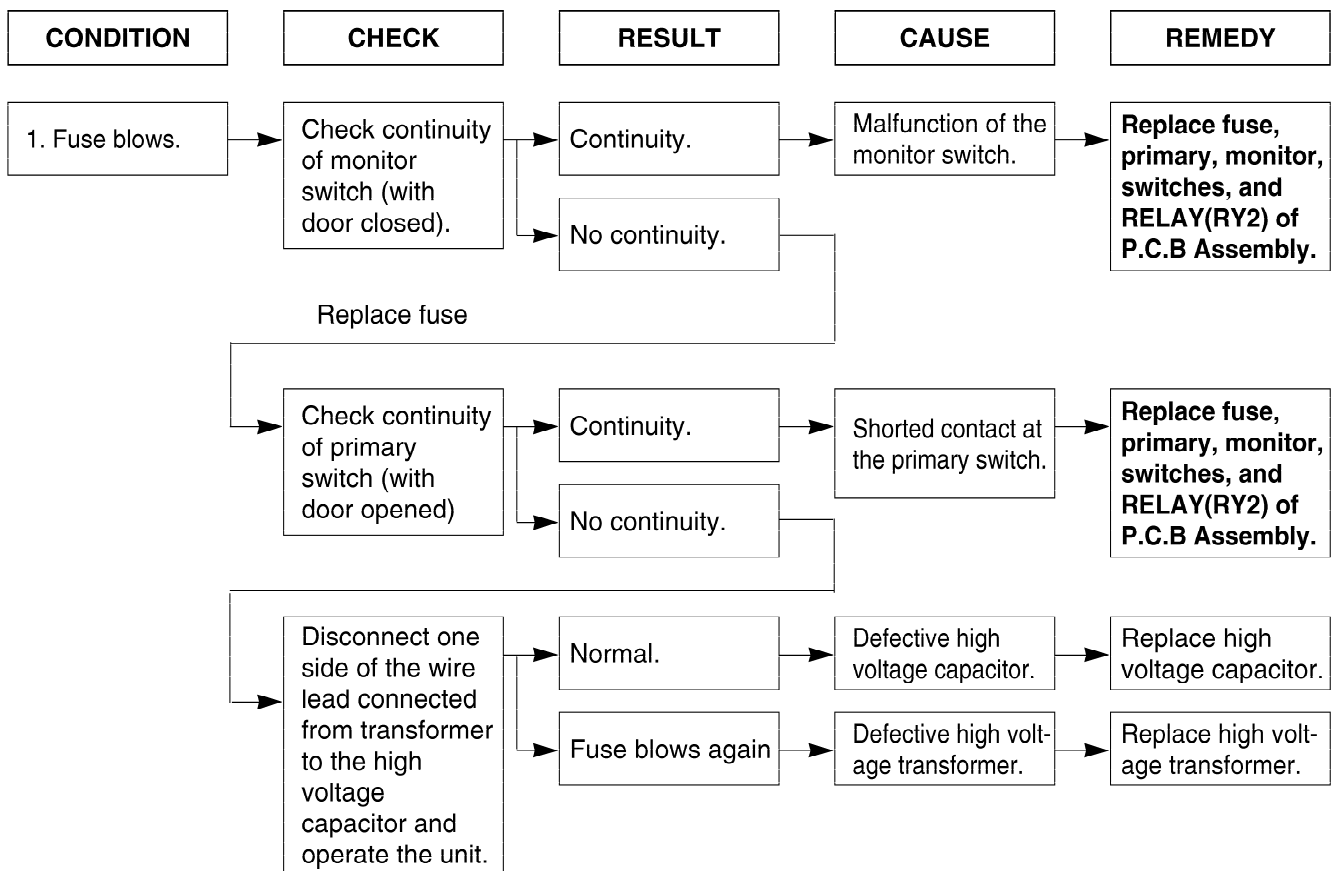 CONDITION
CHECK
RESULT
CAUSE
REMEDY
1. Fuse blows.
Check continuity
of monitor
switch (with
door closed).
Continuity.
Malfunction of the
monitor switch.
Replace fuse,
primary, monitor,
switches, and
RELAY(RY2) of
P.C.B Assembly.
No continuity.
Replace fuse
Check continuity
of primary
switch (with
door opened)
Continuity.
Shorted contact at
the primary switch.
Replace fuse,
primary, monitor,
switches, and
RELAY(RY2) of
P.C.B Assembly.
No continuity.
Disconnect one
side of the wire
lead connected
from transformer
to the high
voltage
capacitor and
operate the unit.
Normal.
Defective high
voltage capacitor.
Replace high
voltage capacitor.
Fuse blows again
Defective high volt-
age transformer.
Replace high volt-
age transformer.